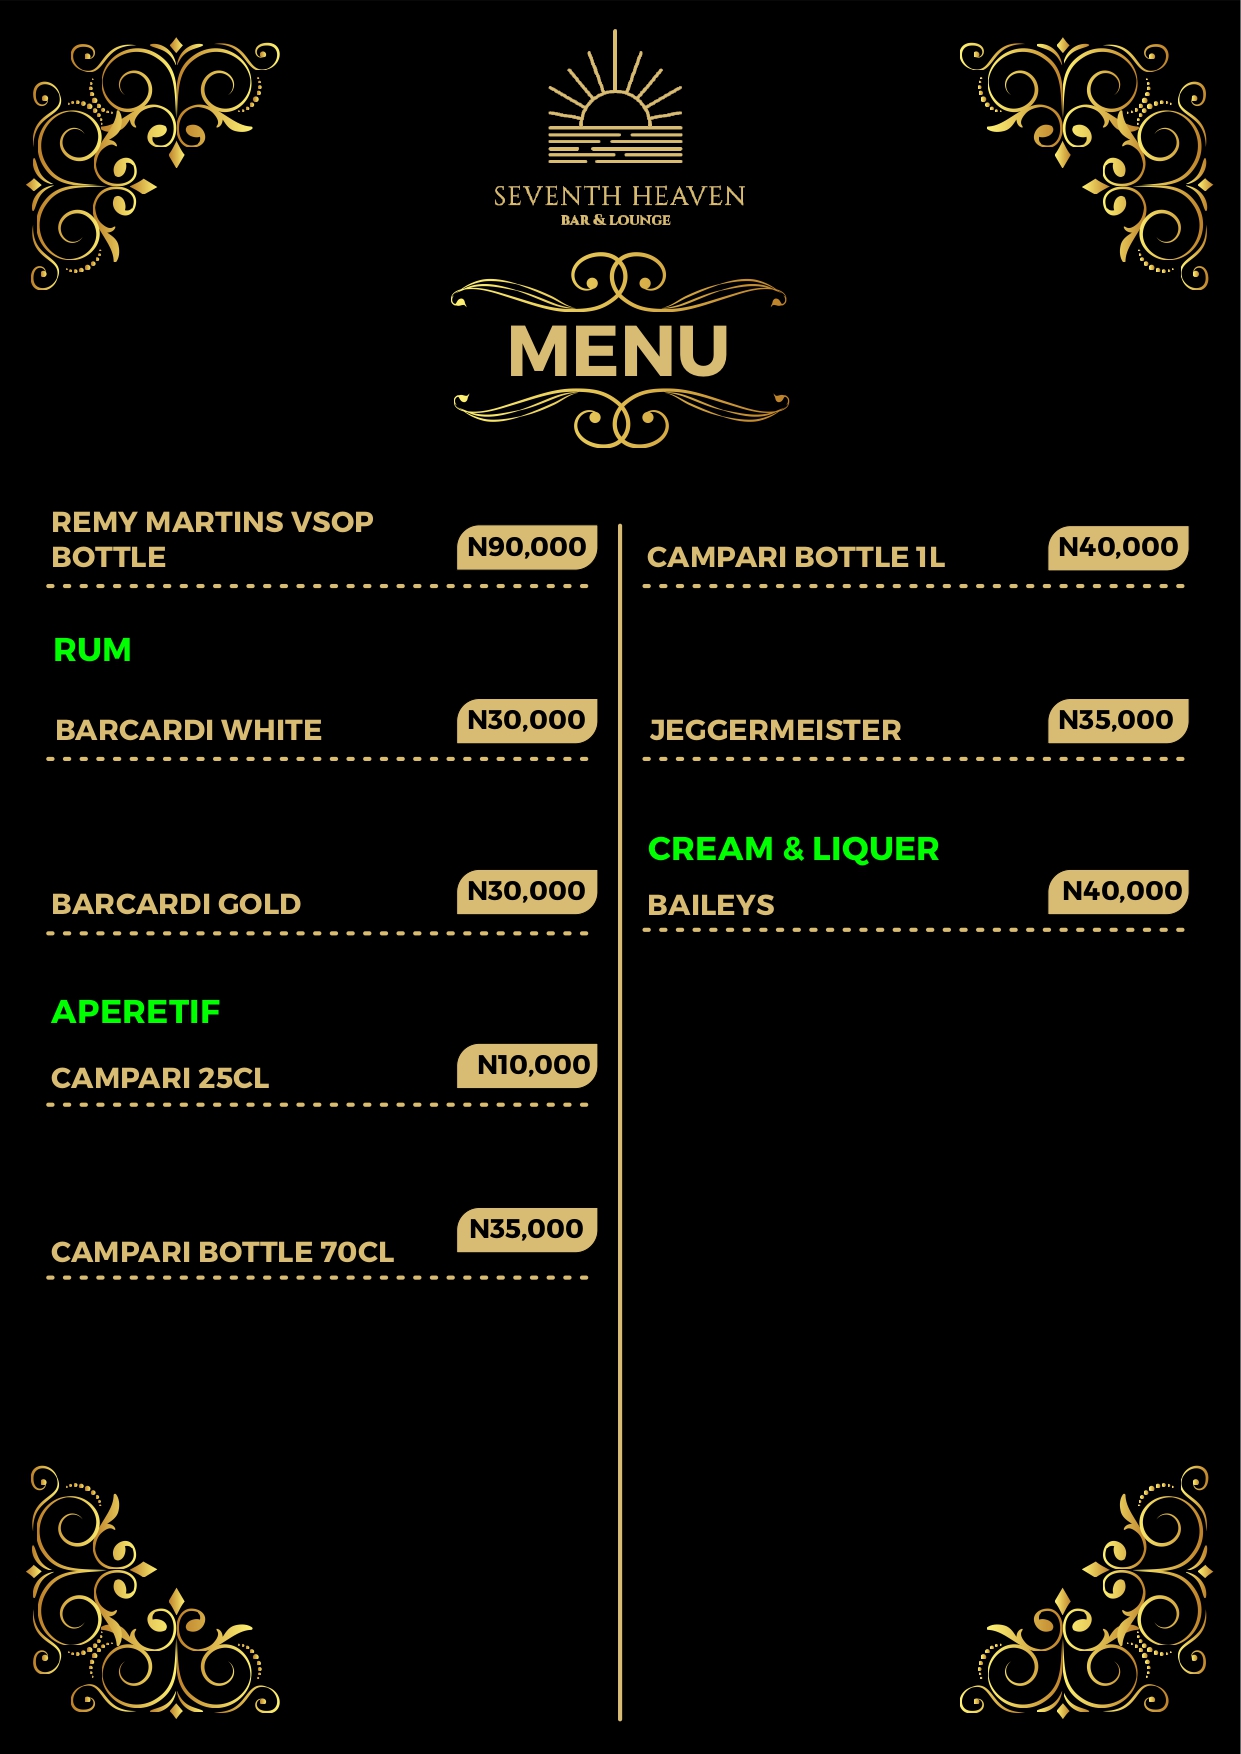 SEVENTH HEAVEN
BAR & LOUNGE
MENU
REMY MARTINS VSOP
BOTTLE
N90,000
RUM
BARCARDI WHITE
N30,000
BARCARDI GOLD
N30,000
APERETIF
CAMPARI 25CL
N10,000
CAMPARI BOTTLE 70CL
N35,000
CAMPARI BOTTLE 1L
N40,000
JEGGERMEISTER
N35,000
CREAM & LIQUER
BAILEYS
N40,000